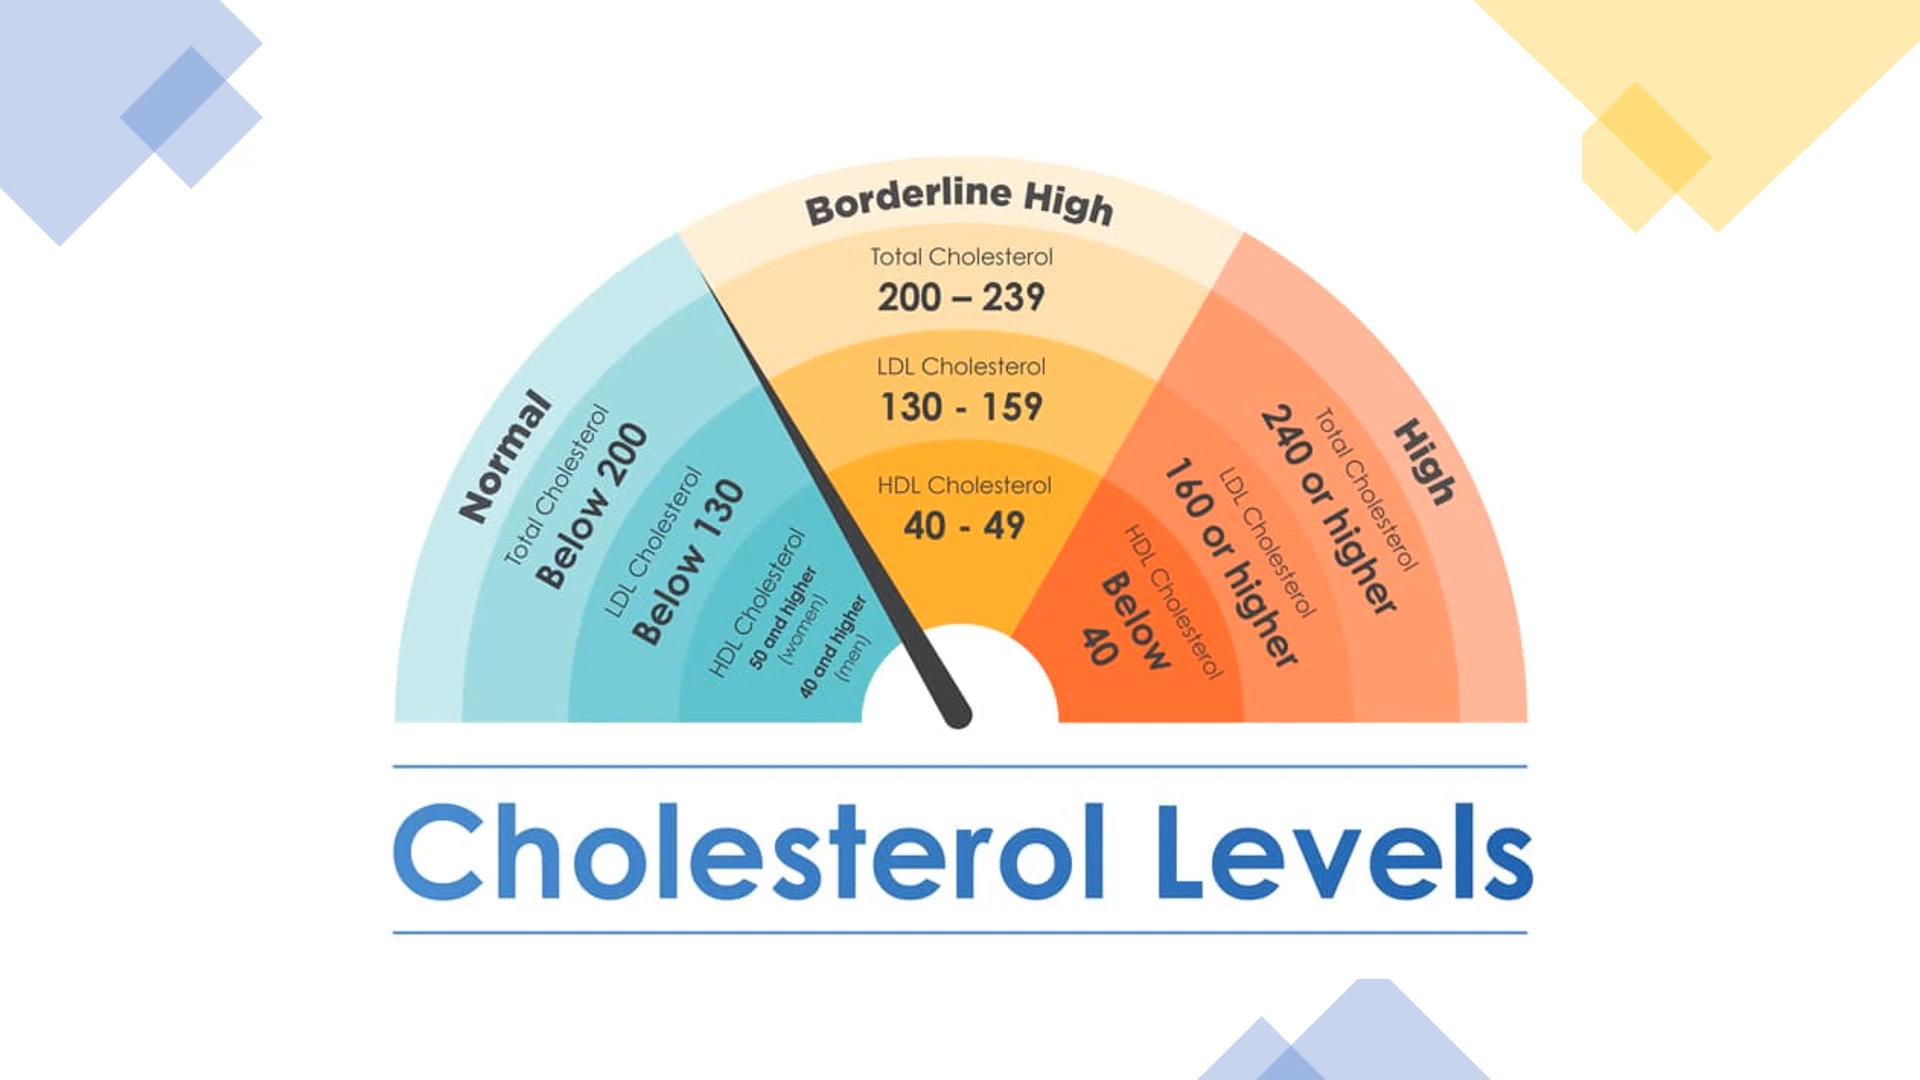 Borderline High
Total Cholesterol
200 – 239
LDL Cholesterol
130 - 159
HDL Cholesterol
40 - 49
Normal
Total Cholesterol
Below 200
LDL Cholesterol
Below 130
HDL Cholesterol
50 and higher
(women)
40 and higher
(men)
High
Total Cholesterol
240 or higher
LDL Cholesterol
160 or higher
HDL Cholesterol
Below
40
Cholesterol Levels